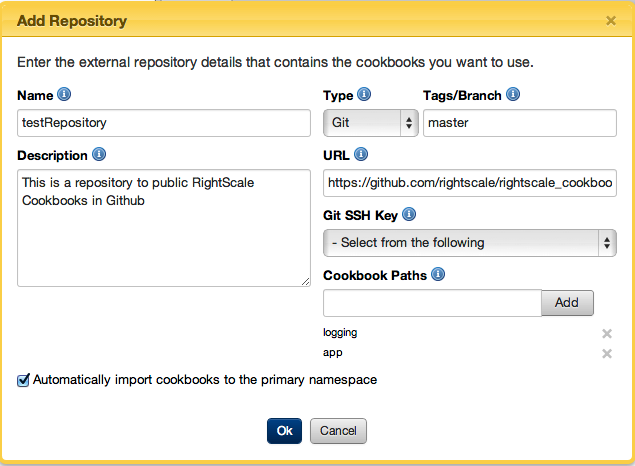 Add Repository
Enter the external repository details that contains the cookbooks you want to use.
Name
testRepository
Type
Git
Tags/Branch
master
Description
This is a repository to public RightScale
Cookbooks in Github
URL
https://github.com/rightscale/rightscale_cookboo
Git SSH Key
- Select from the following
Cookbook Paths
Add
logging
app
Automatically import cookbooks to the primary namespace
Ok
Cancel